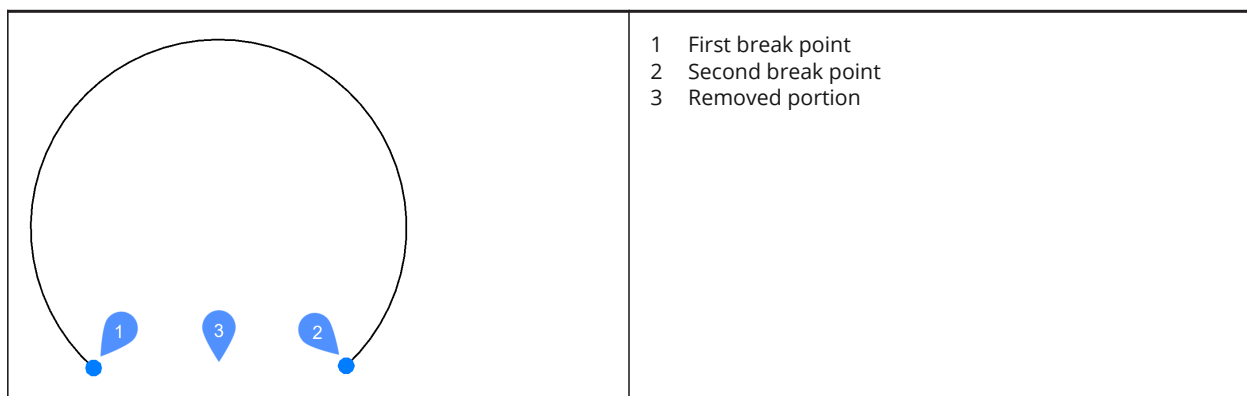 1 First break point
2 Second break point
3 Removed portion
1 3 2